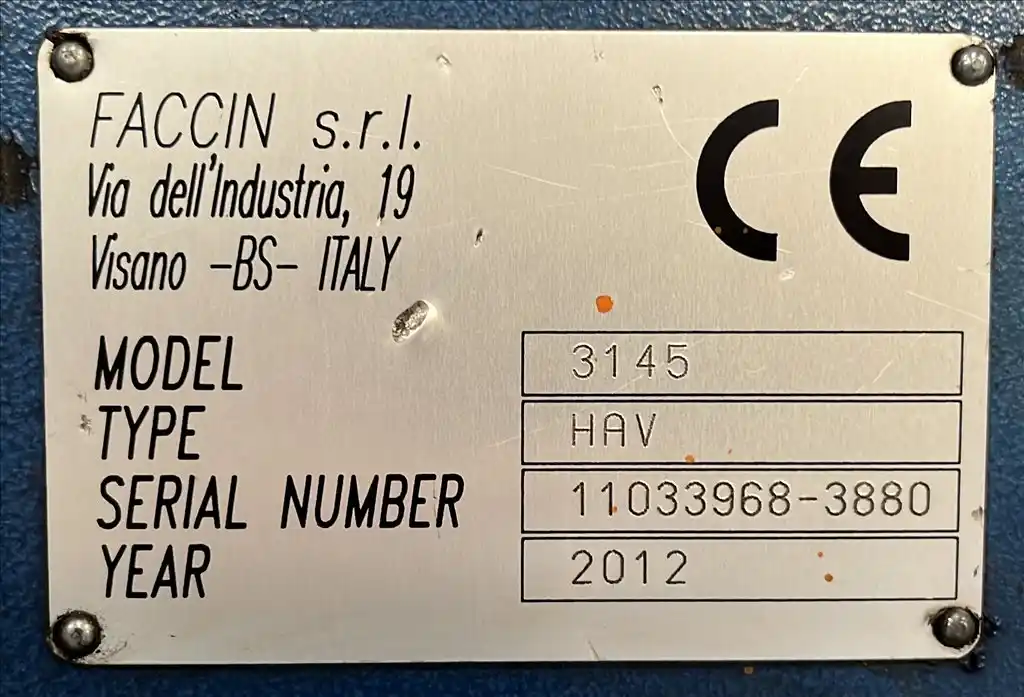 FACCIN s.r.l.
Via dell'Industria, 19
Visano -BS- ITALY
CE
MODEL 3145
TYPE HAV
SERIAL NUMBER 11033968-3880
YEAR 2012